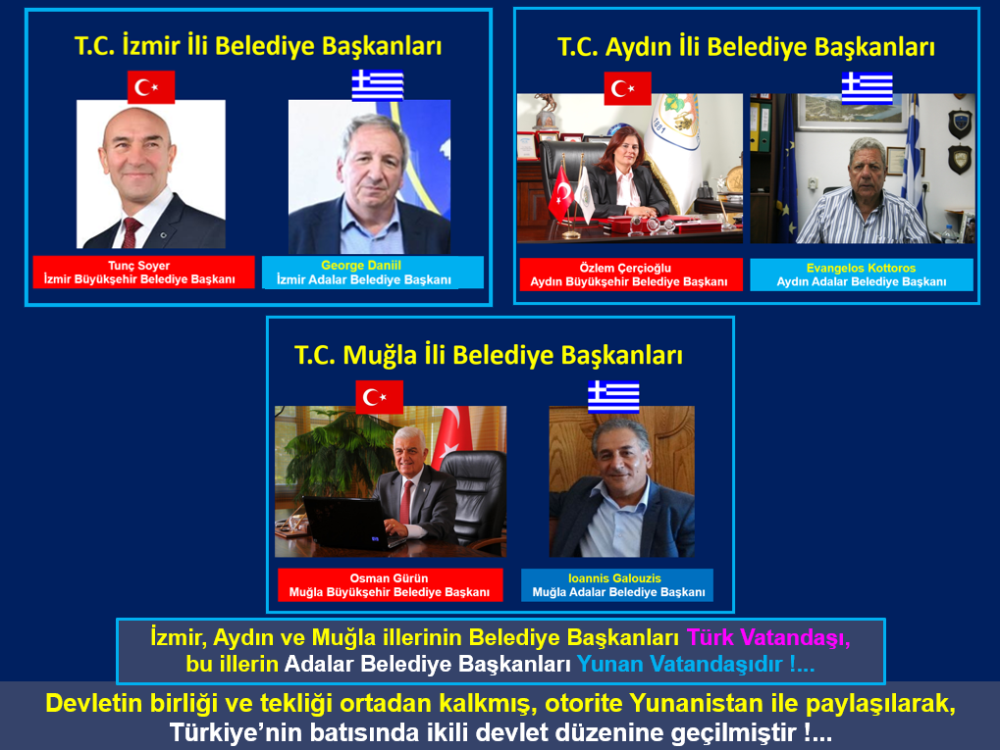 T.C. İzmir İli Belediye Başkanları
Tunç Soyer
İzmir Büyükşehir Belediye Başkanı
George Daniil
İzmir Adalar Belediye Başkanı
T.C. Aydın İli Belediye Başkanları
1881
Özlem Çerçioğlu
Aydın Büyükşehir Belediye Başkanı
Evangelos Kottoros
Aydın Adalar Belediye Başkanı
T.C. Muğla İli Belediye Başkanları
Osman Gürün
Muğla Büyükşehir Belediye Başkanı
Ioannis Galouzis
Muğla Adalar Belediye Başkanı
İzmir, Aydın ve Muğla illerinin Belediye Başkanları Türk Vatandaşı,
bu illerin Adalar Belediye Başkanları Yunan Vatandaşıdır !...
Devletin birliği ve tekliği ortadan kalkmış, otorite Yunanistan ile paylaşılarak,
Türkiye’nin batısında ikili devlet düzenine geçilmiştir !...